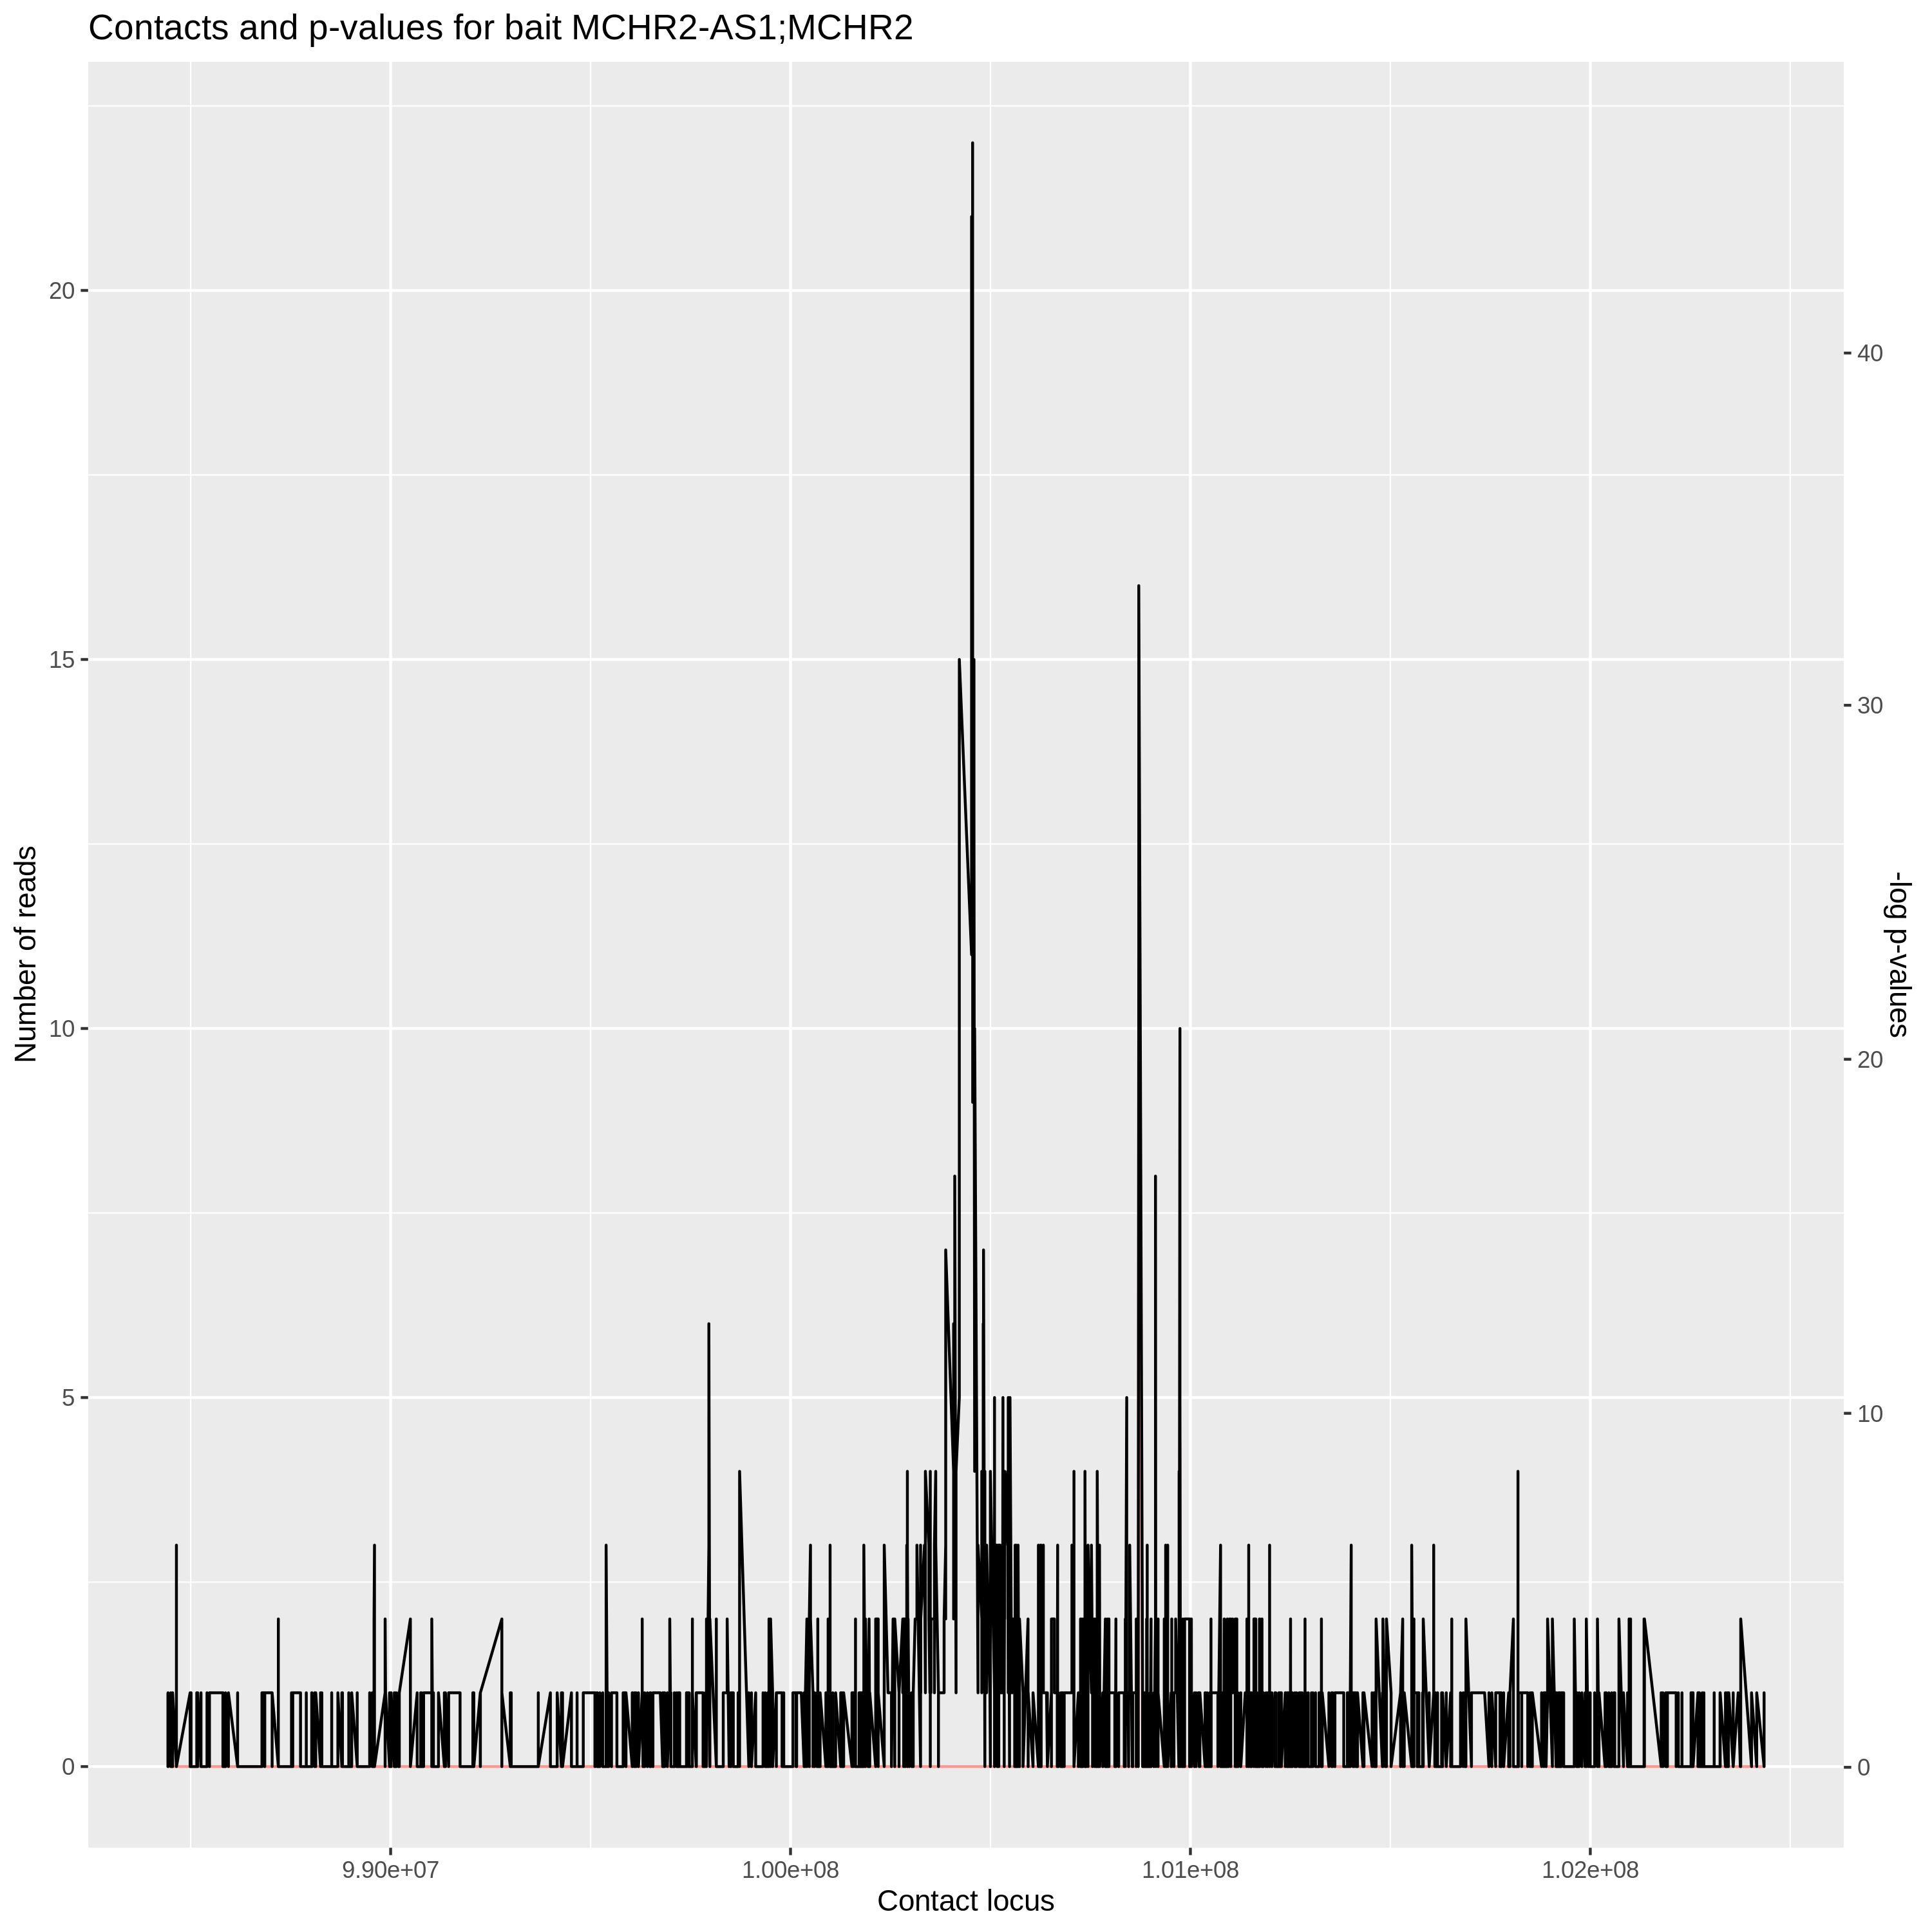 Contacts and p-values for bait MCHR2-AS1;MCHR2
20
15
10
5
0
Number of reads
40
30
20
10
0
-log p-values
9.90e+07
1.00e+08
1.01e+08
1.02e+08
Contact locus